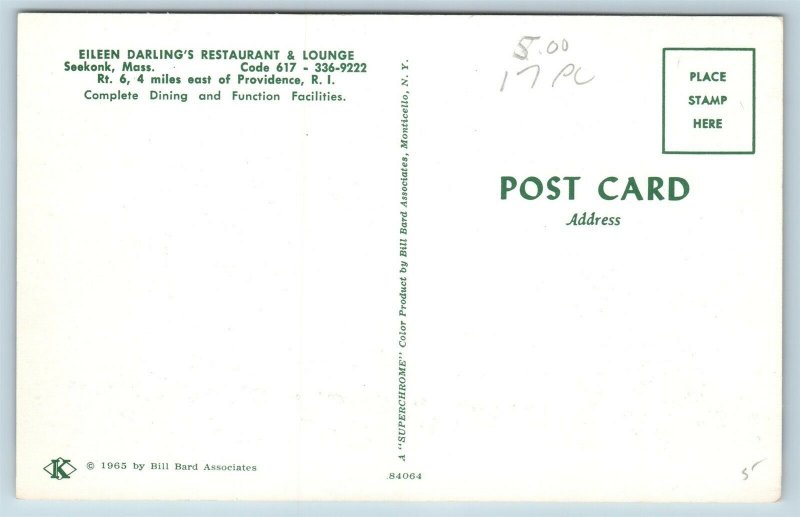 EILEEN DARLING'S RESTAURANT & LOUNGE
Seekonk, Mass. Code 617 - 336-9222
Rt. 6, 4 miles east of Providence, R. I.
Complete Dining and Function Facilities.
A "SUPERCHROME" Color Product by Bill Bard Associates, Monticello, N. Y.
5.00
17 PC
PLACE
STAMP
HERE
POST CARD
Address
K © 1965 by Bill Bard Associates
84064
5